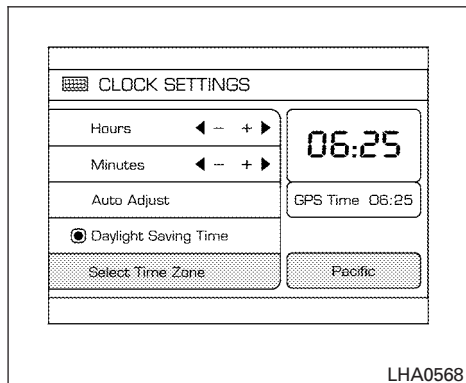 CLOCK SETTINGS
Hours ◀ - + ▶
Minutes ◀ - + ▶
06:25
Auto Adjust
GPS Time 06:25
Daylight Saving Time
Select Time Zone
Pacific
LHA0568